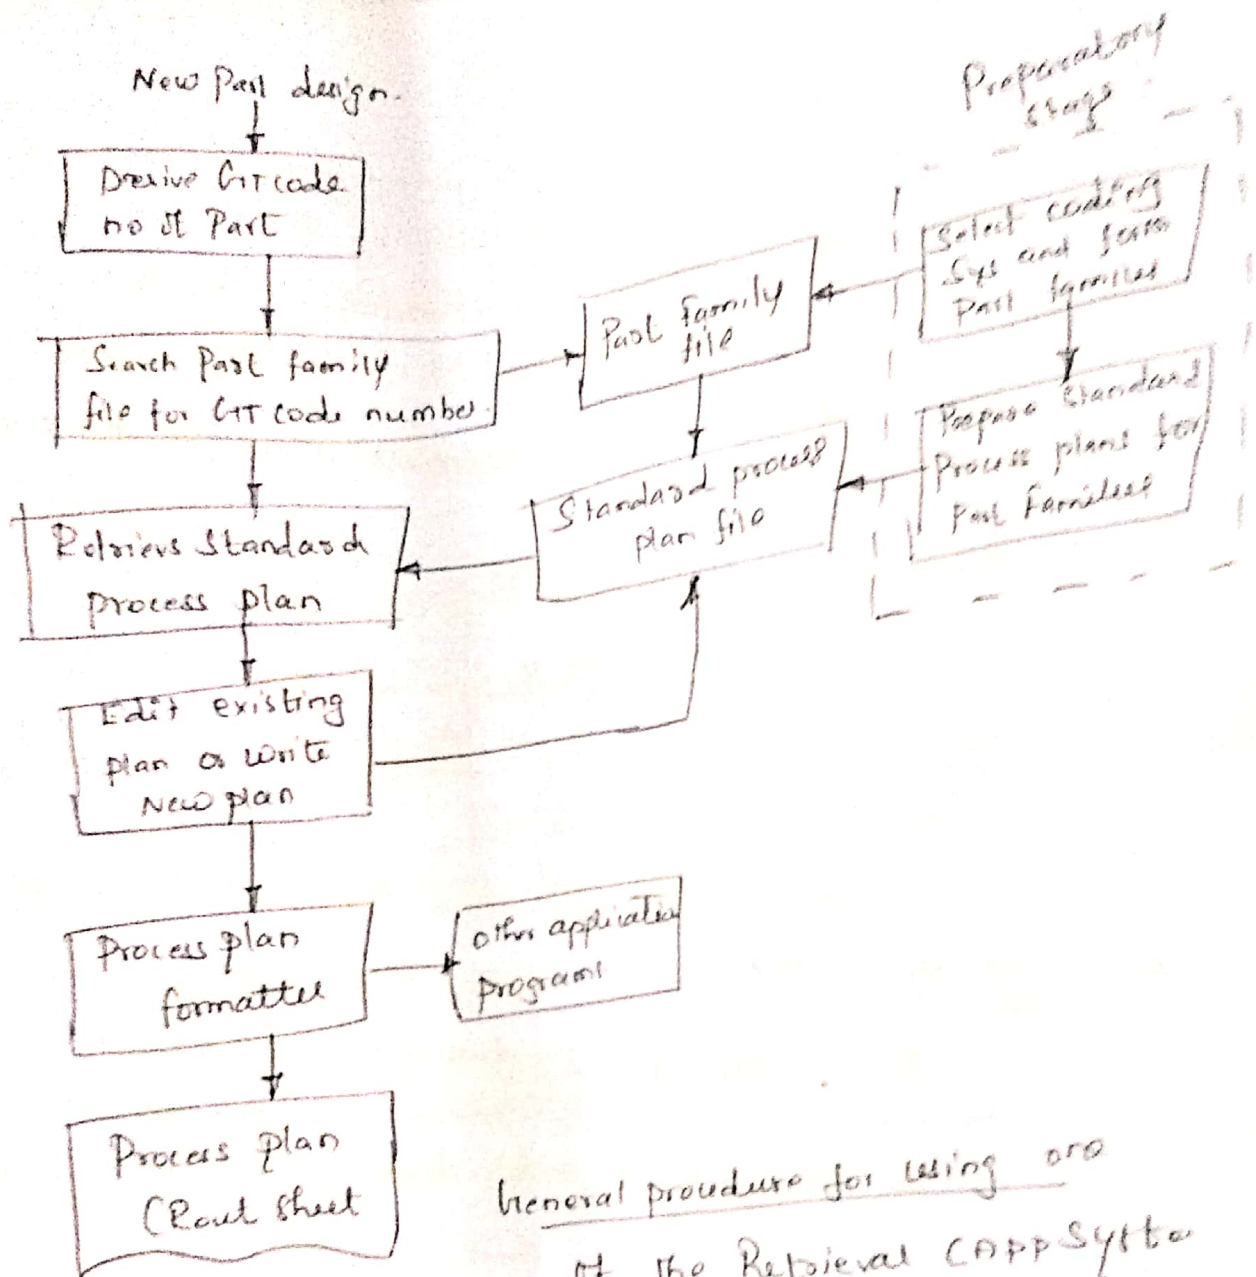 New Part design.
Derive GT code
no of Part
Search Part family
file for GT code number.
Retrieve Standard
process plan
Edit existing
plan or write
New plan
Process plan
formatter
Process plan
(Rout sheet
Part family
file
Standard process
plan file
other application
programs
Preparatory
stage
Select coding
Sys and form
Part families
Prepare standard
Process plans for
Part Families
General procedure for using one
of the Retrieval CAPP System